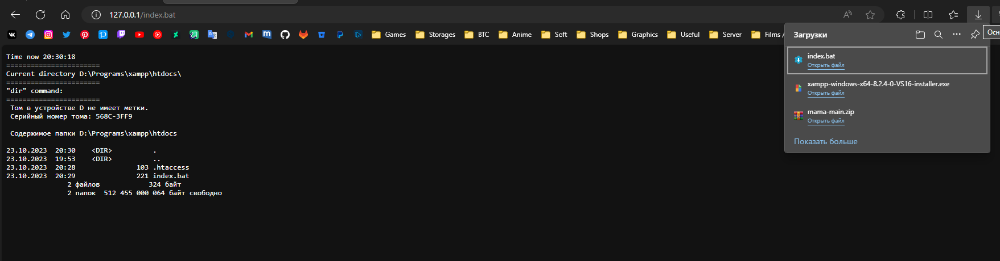 127.0.0.1/index.bat
Games Storages BTC Anime Soft Shops Graphics Useful Server Films /
Time now 20:30:18
=======================
Current directory D:\Programs\xampp\htdocs\
=======================
"dir" command:
=======================
Том в устройстве D не имеет метки.
Серийный номер тома: 568C-3FF9
Содержимое папки D:\Programs\xampp\htdocs
23.10.2023  20:30    <DIR>          .
23.10.2023  19:53    <DIR>          ..
23.10.2023  20:28               103 .htaccess
23.10.2023  20:29               221 index.bat
2 файлов            324 байт
2 папок  512 455 000 064 байт свободно
Загрузки
Осн
index.bat
Открыть файл
xampp-windows-x64-8.2.4-0-VS16-installer.exe
Открыть файл
mama-main.zip
Открыть файл
Показать больше